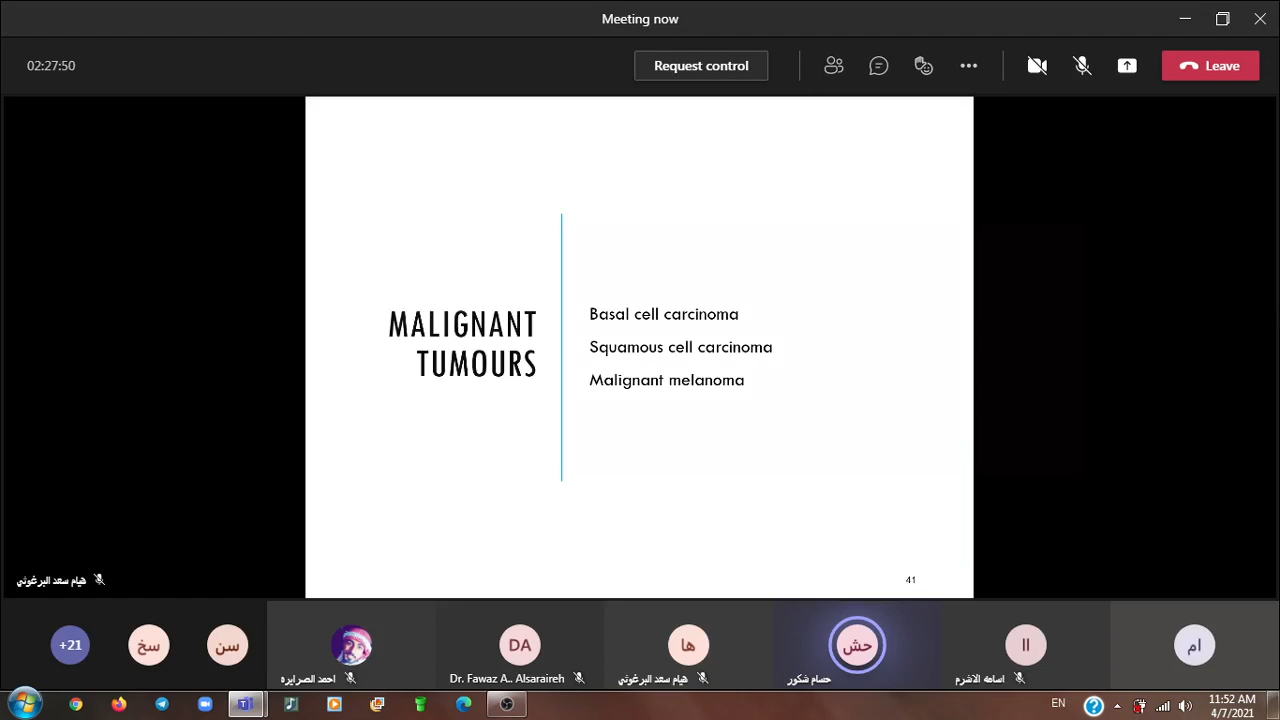 Meeting now
02:27:50
Request control
Leave
MALIGNANT
TUMOURS
Basal cell carcinoma
Squamous cell carcinoma
Malignant melanoma
41
هيام سعد البرغوثي
+21
سخ
سن
احمد الصرايره
DA
Dr. Fawaz A.. Alsaraireh
ها
هيام سعد البرغوثي
حش
حسام شكور
اا
اسامه الاشرم
ام
EN
11:52 AM
4/7/2021